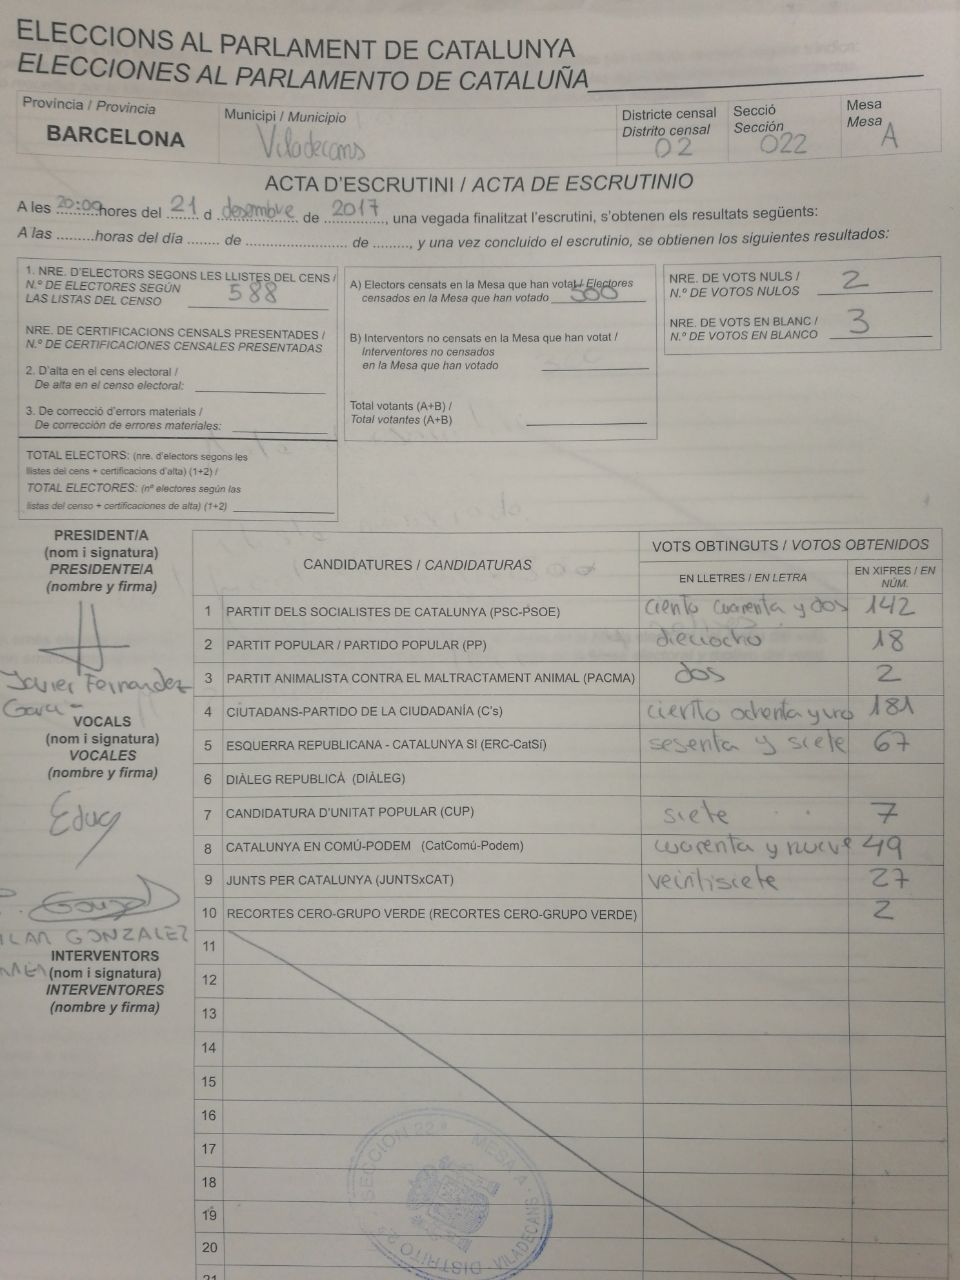 ELECCIONS AL PARLAMENT DE CATALUNYA
ELECCIONES AL PARLAMENTO DE CATALUÑA
Provincia / Provincia
BARCELONA
Municipi / Municipio
Viladecans
Districte censal
Distrito censal
02
Secció
Sección
022
Mesa
Mesa
A
ACTA D'ESCRUTINI / ACTA DE ESCRUTINIO
A les 20:09 hores del 21 d desembre de 2017, una vegada finalitzat l'escrutini, s'obtenen els resultats següents:
A las .........horas del día ........ de ......................... de ........., y una vez concluido el escrutinio, se obtienen los siguientes resultados:
1. NRE. D'ELECTORS SEGONS LES LLISTES DEL CENS /
N.º DE ELECTORES SEGÚN
LAS LISTAS DEL CENSO 588
NRE. DE CERTIFICACIONS CENSALS PRESENTADES /
N.º DE CERTIFICACIONES CENSALES PRESENTADAS
2. D'alta en el cens electoral /
De alta en el censo electoral:
3. De correcció d'errors materials /
De corrección de errores materiales:
TOTAL ELECTORS: (nre. d'electors segons les
llistes del cens + certificacions d'alta) (1+2) /
TOTAL ELECTORES: (nº electores según las
listas del censo + certificaciones de alta) (1+2)
A) Electors censats en la Mesa que han votat / Electores
censados en la Mesa que han votado 500
B) Interventors no censats en la Mesa que han votat /
Interventores no censados
en la Mesa que han votado
Total votants (A+B) /
Total votantes (A+B)
NRE. DE VOTS NULS /
N.º DE VOTOS NULOS 2
NRE. DE VOTS EN BLANC /
N.º DE VOTOS EN BLANCO 3
PRESIDENT/A
(nom i signatura)
PRESIDENTE/A
(nombre y firma)
Javier Fernandez
VOCALS
(nom i signatura)
VOCALES
(nombre y firma)
GONZALEZ
INTERVENTORS
(nom i signatura)
INTERVENTORES
(nombre y firma)
CANDIDATURES / CANDIDATURAS
VOTS OBTINGUTS / VOTOS OBTENIDOS
EN LLETRES / EN LETRA
EN XIFRES / EN
NÚM.
1 PARTIT DELS SOCIALISTES DE CATALUNYA (PSC-PSOE) ciento cuarenta y dos 142
2 PARTIT POPULAR / PARTIDO POPULAR (PP) dieciocho 18
3 PARTIT ANIMALISTA CONTRA EL MALTRACTAMENT ANIMAL (PACMA) dos 2
4 CIUTADANS-PARTIDO DE LA CIUDADANÍA (C's) ciento ochenta y uno 181
5 ESQUERRA REPUBLICANA - CATALUNYA SI (ERC-CatSí) sesenta y siete 67
6 DIÀLEG REPUBLICÀ (DIÀLEG)
7 CANDIDATURA D'UNITAT POPULAR (CUP) siete 7
8 CATALUNYA EN COMÚ-PODEM (CatComú-Podem) cuarenta y nueve 49
9 JUNTS PER CATALUNYA (JUNTSxCAT) veintisiete 27
10 RECORTES CERO-GRUPO VERDE (RECORTES CERO-GRUPO VERDE) 2
11
12
13
14
15
16
17
18
19
20
21
SECCION 22.ª MESA A
DISTRITO 2 - VILADECANS